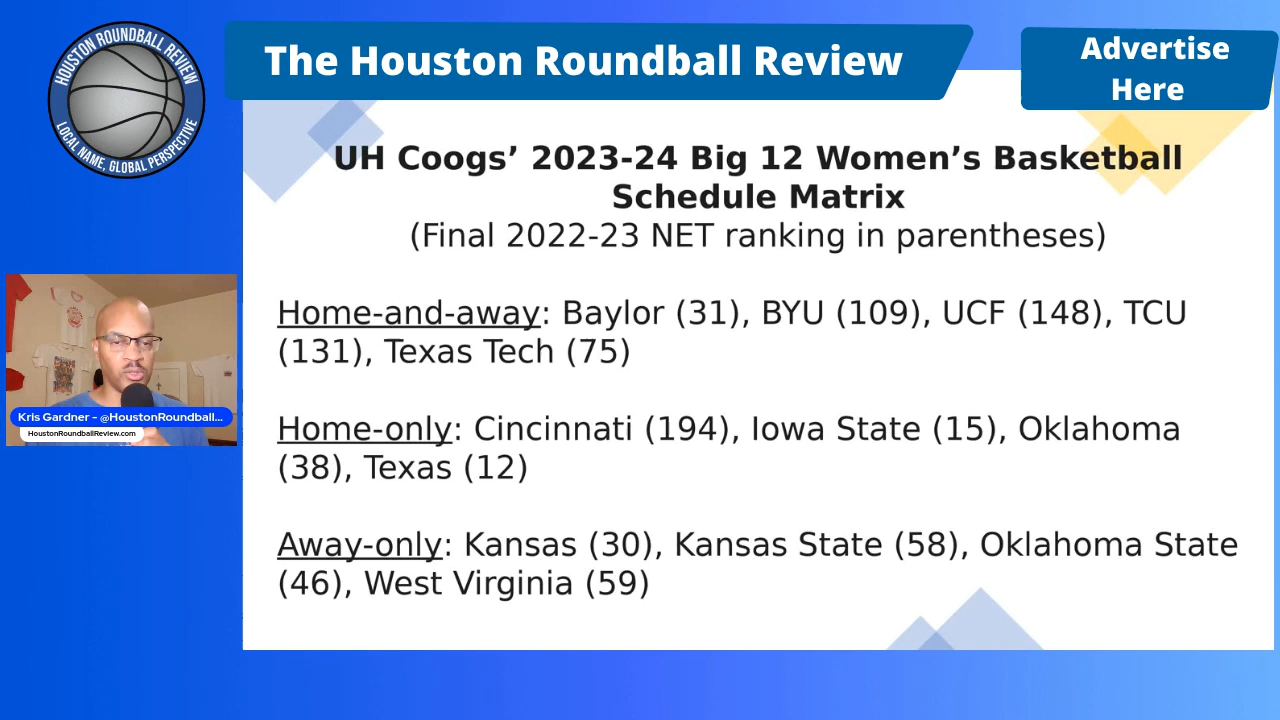 HOUSTON ROUNDBALL REVIEW
LOCAL NAME, GLOBAL PERSPECTIVE
The Houston Roundball Review
Advertise
Here
UH Coogs’ 2023-24 Big 12 Women’s Basketball
Schedule Matrix
(Final 2022-23 NET ranking in parentheses)
Home-and-away: Baylor (31), BYU (109), UCF (148), TCU
(131), Texas Tech (75)
Home-only: Cincinnati (194), Iowa State (15), Oklahoma
(38), Texas (12)
Away-only: Kansas (30), Kansas State (58), Oklahoma State
(46), West Virginia (59)
Kris Gardner - @HoustonRoundball...
HoustonRoundballReview.com